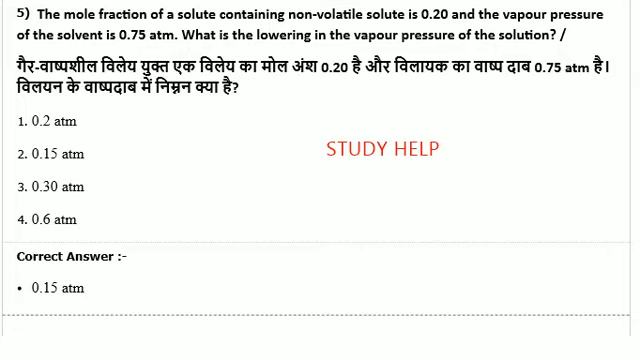 5) The mole fraction of a solute containing non-volatile solute is 0.20 and the vapour pressure
of the solvent is 0.75 atm. What is the lowering in the vapour pressure of the solution? /
गैर-वाष्पशील विलेय युक्त एक विलेय का मोल अंश 0.20 है और विलायक का वाष्प दाब 0.75 atm है।
विलयन के वाष्पदाब में निम्नन क्या है?
1. 0.2 atm
2. 0.15 atm
STUDY HELP
3. 0.30 atm
4. 0.6 atm
Correct Answer :-
• 0.15 atm